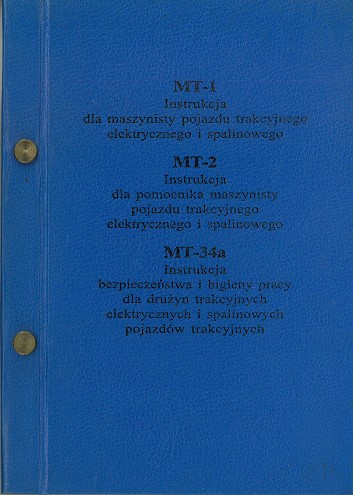 MT-1
Instrukcja
dla maszynisty pojazdu trakcyjnego
elektrycznego i spalinowego
MT-2
Instrukcja
dla pomocnika maszynisty
pojazdu trakcyjnego
elektrycznego i spalinowego
MT-34a
Instrukcja
bezpieczeństwa i higieny pracy
dla drużyn trakcyjnych
elektrycznych i spalinowych
pojazdów trakcyjnych